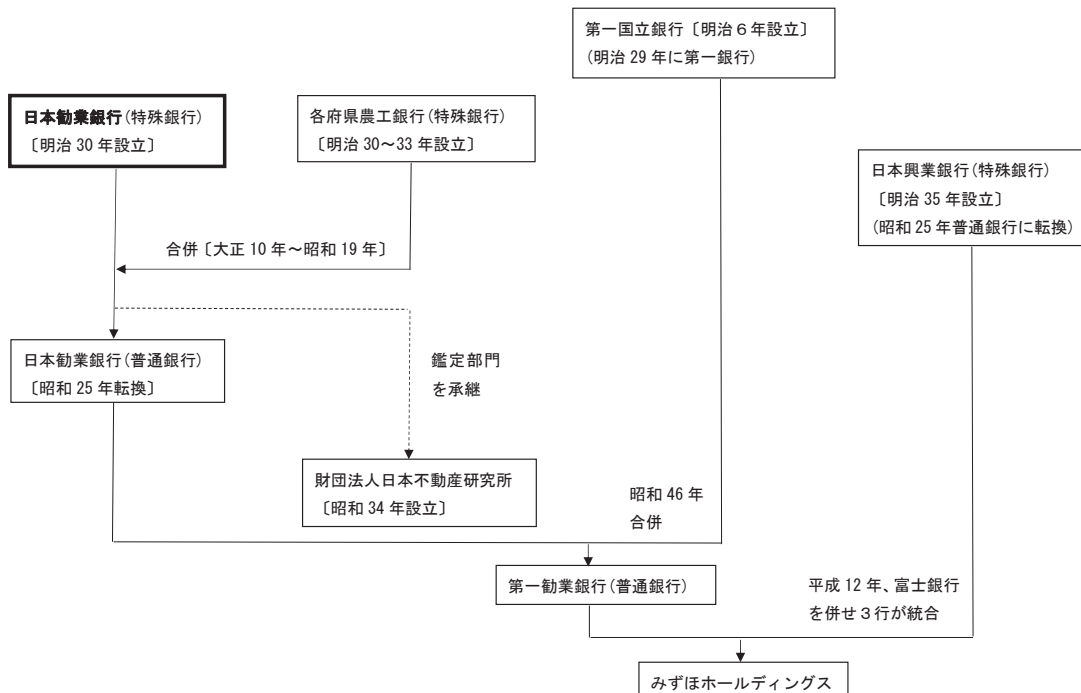 第一国立銀行〔明治６年設立〕
(明治 29 年に第一銀行)
日本勧業銀行(特殊銀行)
〔明治 30 年設立〕
各府県農工銀行(特殊銀行)
〔明治 30～33 年設立〕
日本興業銀行(特殊銀行)
〔明治 35 年設立〕
(昭和 25 年普通銀行に転換)
合併〔大正 10 年～昭和 19 年〕
日本勧業銀行(普通銀行)
〔昭和 25 年転換〕
鑑定部門
を承継
財団法人日本不動産研究所
〔昭和 34 年設立〕
昭和 46 年
合併
第一勧業銀行(普通銀行)
平成 12 年、富士銀行
を併せ３行が統合
みずほホールディングス